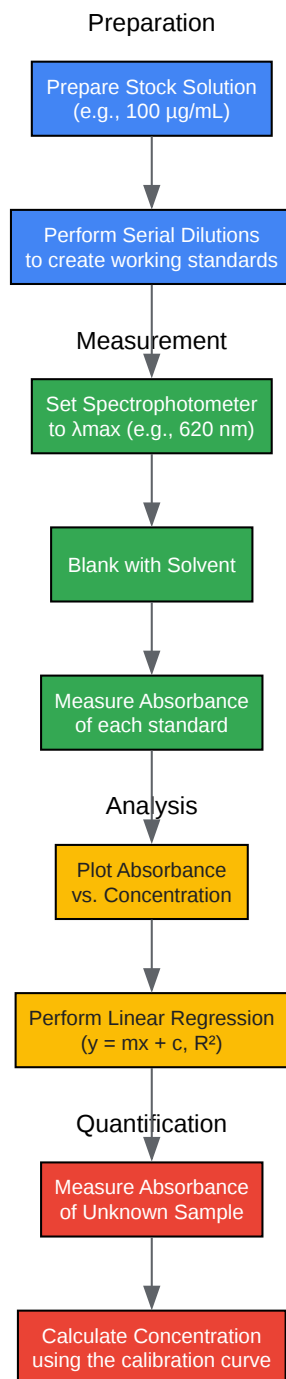 Preparation
Prepare Stock Solution
(e.g., 100 µg/mL)
Perform Serial Dilutions
to create working standards
Measurement
Set Spectrophotometer
to λmax (e.g., 620 nm)
Blank with Solvent
Measure Absorbance
of each standard
Analysis
Plot Absorbance
vs. Concentration
Perform Linear Regression
(y = mx + c, R²)
Quantification
Measure Absorbance
of Unknown Sample
Calculate Concentration
using the calibration curve